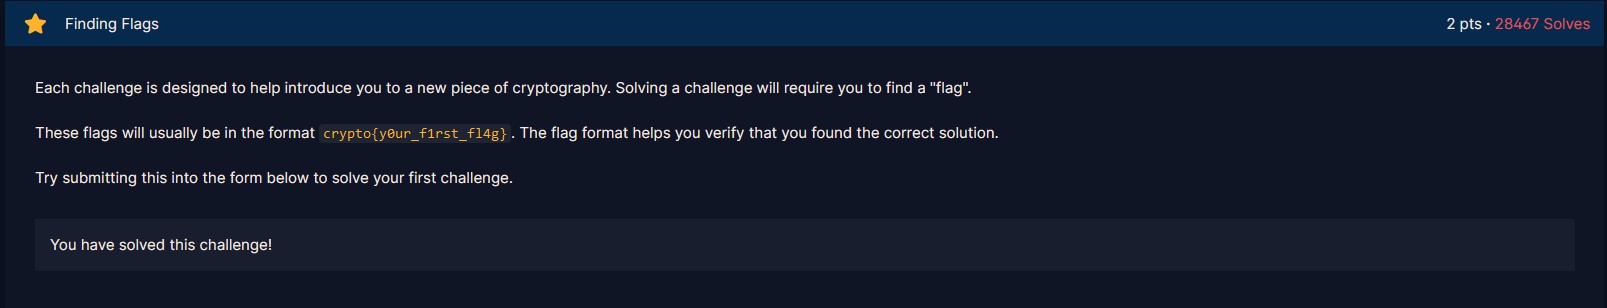 Finding Flags 2 pts · 28467 Solves
Each challenge is designed to help introduce you to a new piece of cryptography. Solving a challenge will require you to find a "flag".
These flags will usually be in the format crypto{y0ur_f1rst_fl4g}. The flag format helps you verify that you found the correct solution.
Try submitting this into the form below to solve your first challenge.
You have solved this challenge!